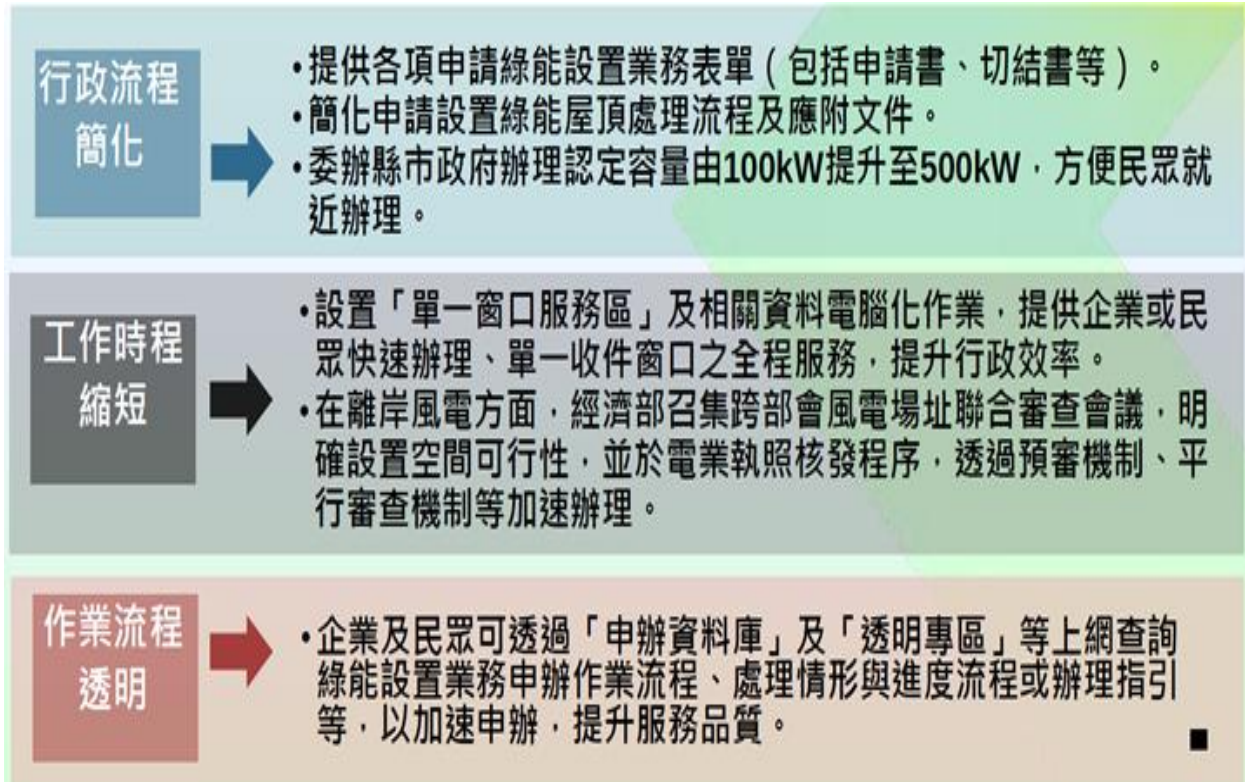 行政流程
簡化
•提供各項申請綠能設置業務表單（包括申請書、切結書等）。
•簡化申請設置綠能屋頂處理流程及應附文件。
•委辦縣市政府辦理認定容量由100kW提升至500kW，方便民眾就
近辦理。
工作時程
縮短
•設置「單一窗口服務區」及相關資料電腦化作業，提供企業或民
眾快速辦理、單一收件窗口之全程服務，提升行政效率。
•在離岸風電方面，經濟部召集跨部會風電場址聯合審查會議，明
確設置空間可行性，並於電業執照核發程序，透過預審機制、平
行審查機制等加速辦理。
作業流程
透明
•企業及民眾可透過「申辦資料庫」及「透明專區」等上網查詢
綠能設置業務申辦作業流程、處理情形與進度流程或辦理指引
等，以加速申辦，提升服務品質。